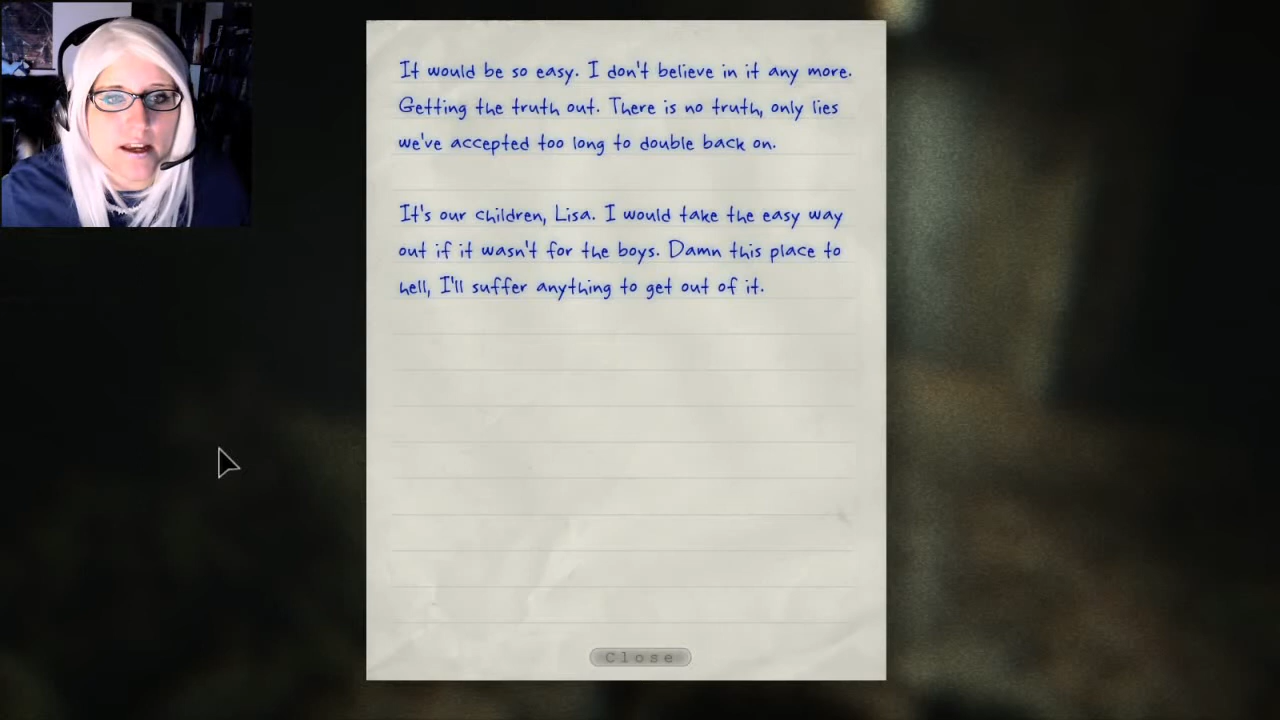 It would be so easy. I don't believe in it any more.
Getting the truth out. There is no truth, only lies
we've accepted too long to double back on.
It's our children, Lisa. I would take the easy way
out if it wasn't for the boys. Damn this place to
hell, I'll suffer anything to get out of it.
Close